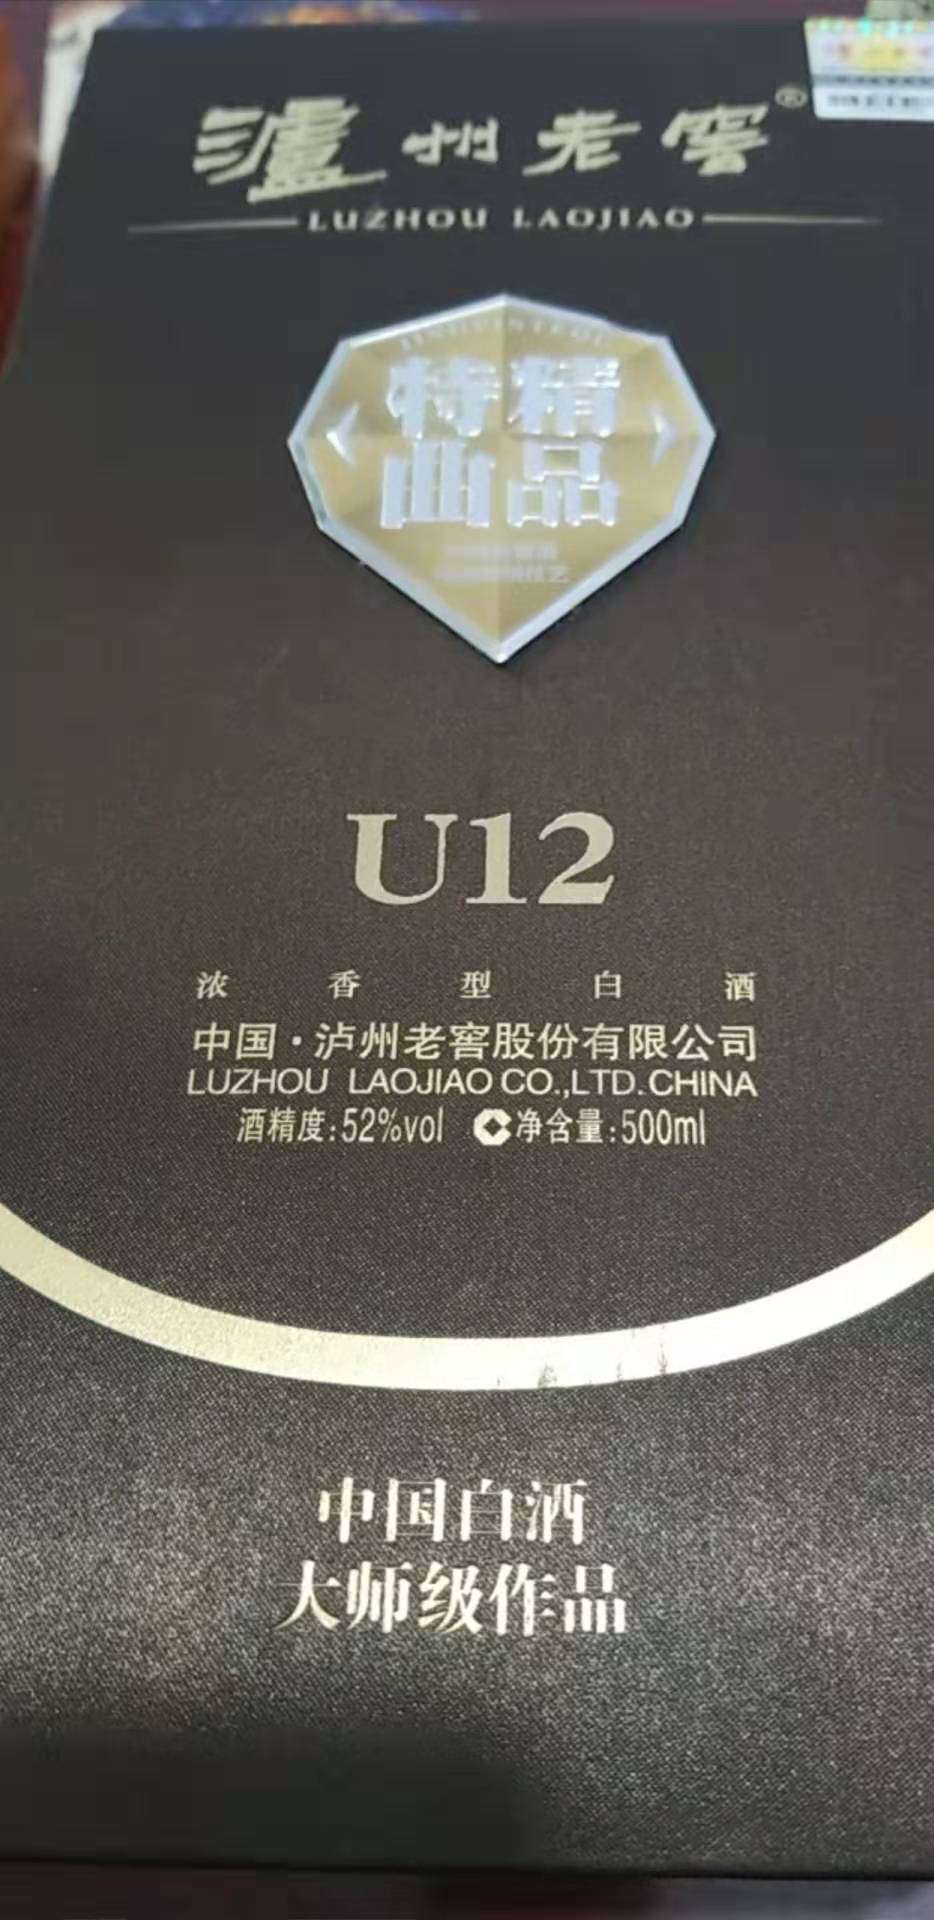 泸州老窖®
LUZHOU LAOJIAO
特精
曲品
U12
浓香型白酒
中国·泸州老窖股份有限公司
LUZHOU LAOJIAO CO.,LTD.CHINA
酒精度:52%vol 净含量:500ml
中国白酒
大师级作品